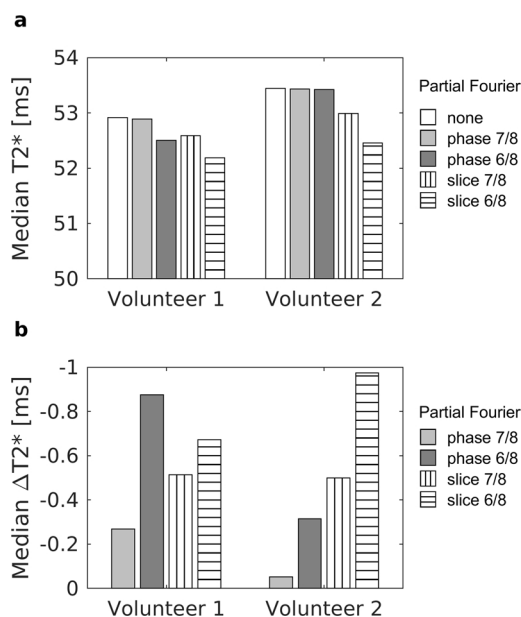 a
54
53
52
51
50
Median T2* [ms]
Volunteer 1 Volunteer 2
Partial Fourier
none
phase 7/8
phase 6/8
slice 7/8
slice 6/8
b
-1
-0.8
-0.6
-0.4
-0.2
0
Median ΔT2* [ms]
Volunteer 1 Volunteer 2
Partial Fourier
phase 7/8
phase 6/8
slice 7/8
slice 6/8